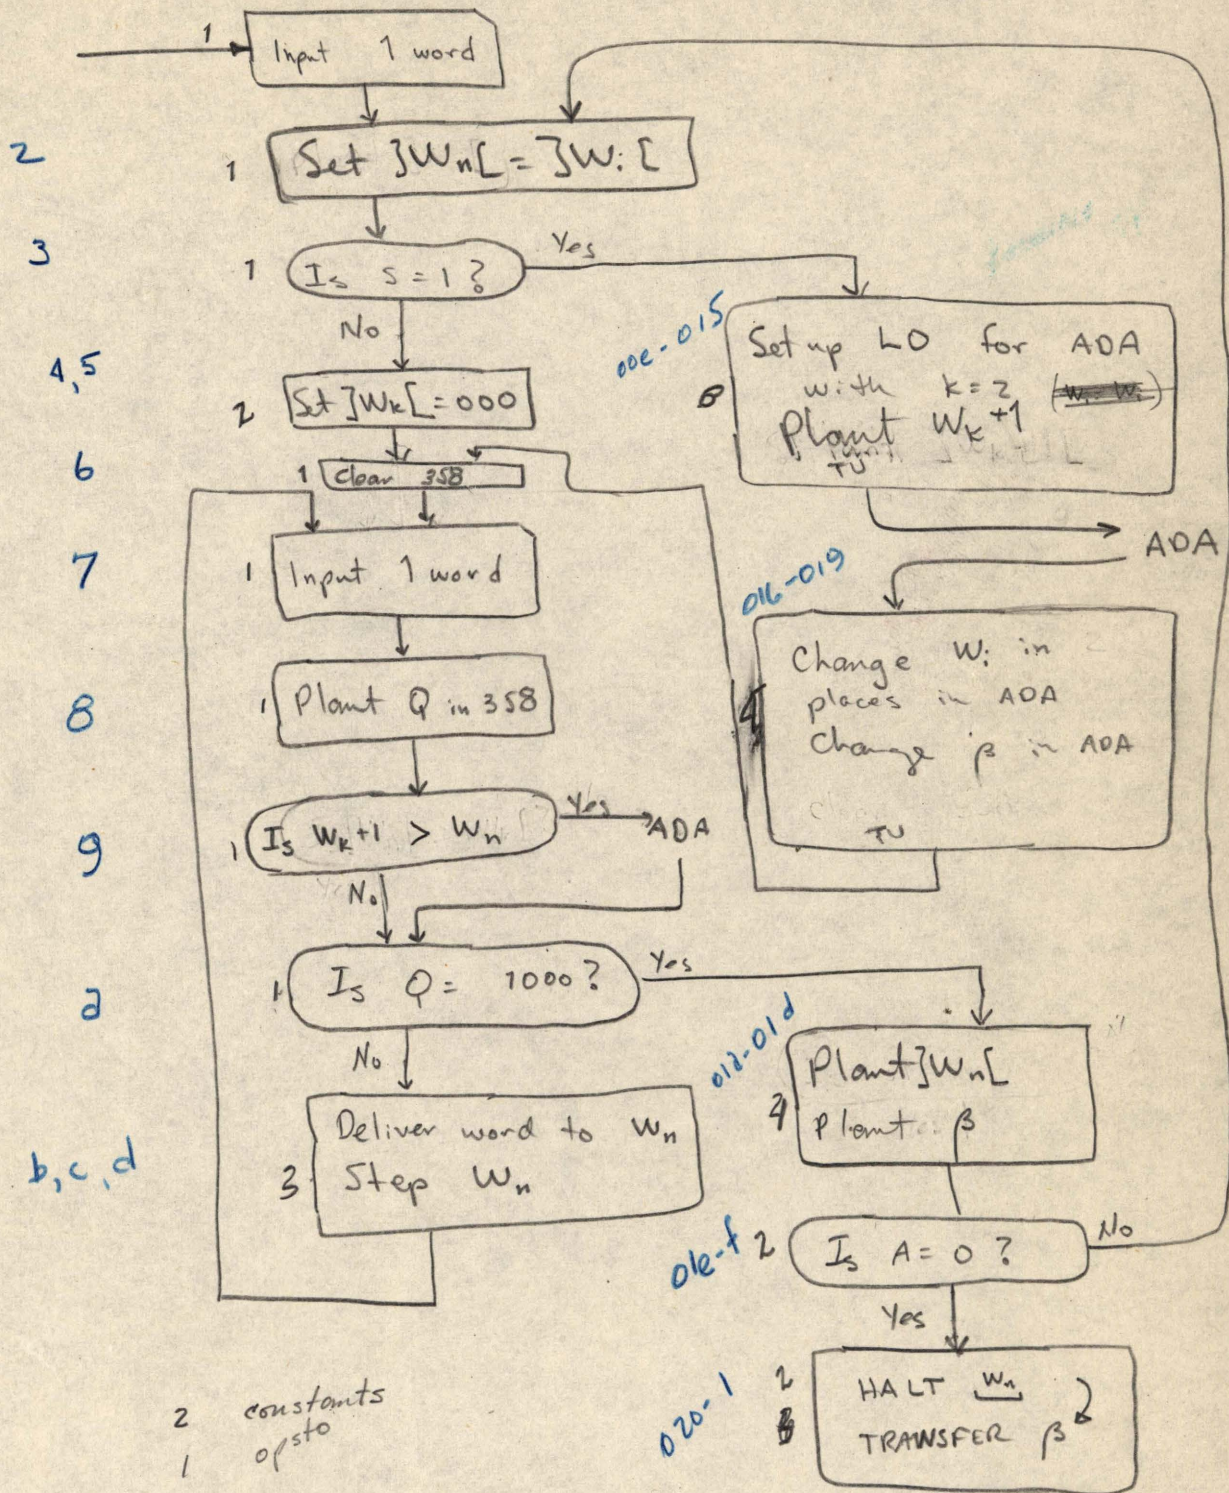 1 Input 1 word
2 1 Set ]Wn[ = ]Wi[
3 1 Is S = 1 ? Yes
No
00e-015
Set up LO for ADA
with k = 2
Plant Wk+1
TU
4,5 2 Set ]Wk[ = 000
6 1 Clear 358
ADA
7 1 Input 1 word
016-019
Change Wi in
places in ADA
Change β in ADA
TU
8 1 Plant Q in 358
9 1 Is Wk+1 > Wn Yes ADA
No
a 1 Is Q = 1000 ? Yes
No
01a-01d
Plant ]Wn[
Plant β
b, c, d 3 Deliver word to Wn
Step Wn
01e-f 2 Is A = 0 ? No
Yes
020-1
2 HALT Wn
TRANSFER β
2 constants
1 opsto